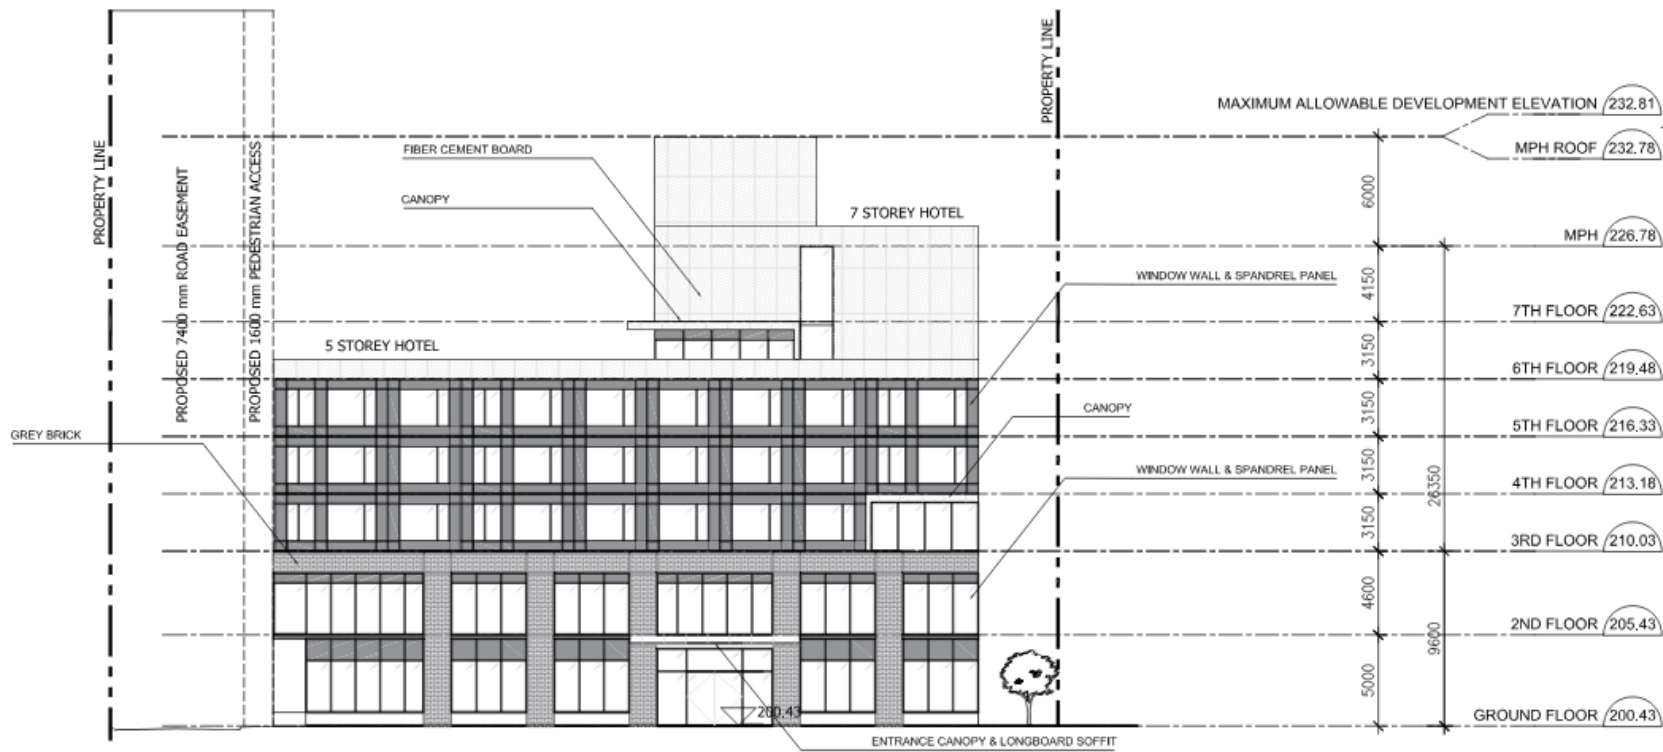 MAXIMUM ALLOWABLE DEVELOPMENT ELEVATION 232.81
MPH ROOF 232.78
PROPERTY LINE
PROPERTY LINE
PROPOSED 7400 mm ROAD EASEMENT
PROPOSED 1600 mm PEDESTRIAN ACCESS
FIBER CEMENT BOARD
CANOPY
7 STOREY HOTEL
6000
MPH 226.78
WINDOW WALL & SPANDREL PANEL
4150
7TH FLOOR 222.63
5 STOREY HOTEL
3150
6TH FLOOR 219.48
3150
CANOPY
5TH FLOOR 216.33
GREY BRICK
3150
WINDOW WALL & SPANDREL PANEL
26350
4TH FLOOR 213.18
3150
3RD FLOOR 210.03
4600
2ND FLOOR 205.43
9600
5000
200.43
GROUND FLOOR 200.43
ENTRANCE CANOPY & LONGBOARD SOFFIT